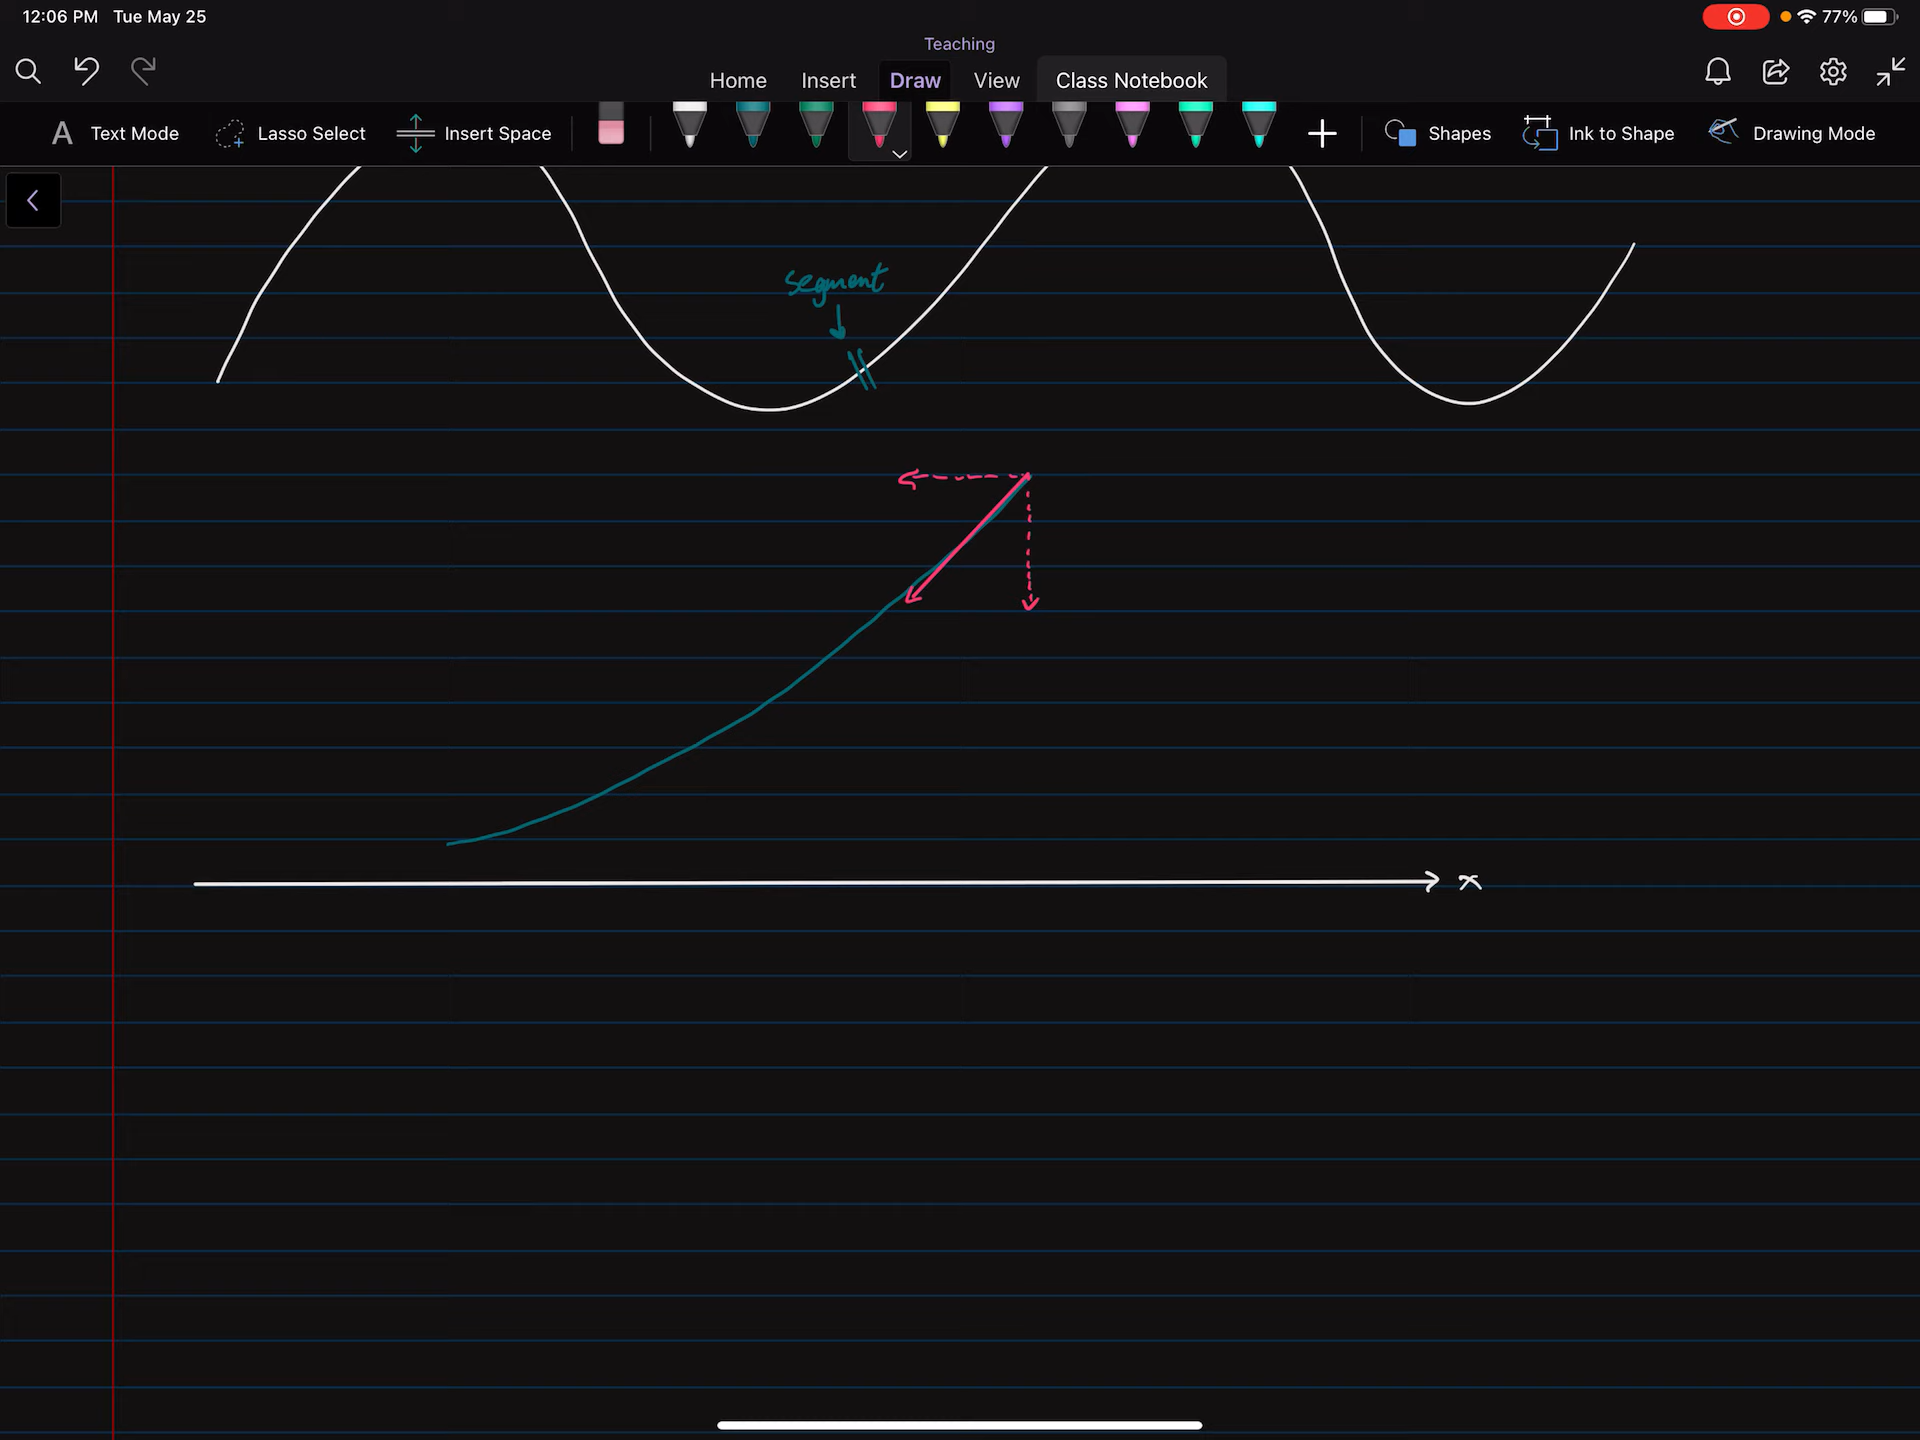 12:06 PM Tue May 25
77%
Teaching
Home Insert Draw View Class Notebook
Text Mode Lasso Select Insert Space Shapes Ink to Shape Drawing Mode
segment
x